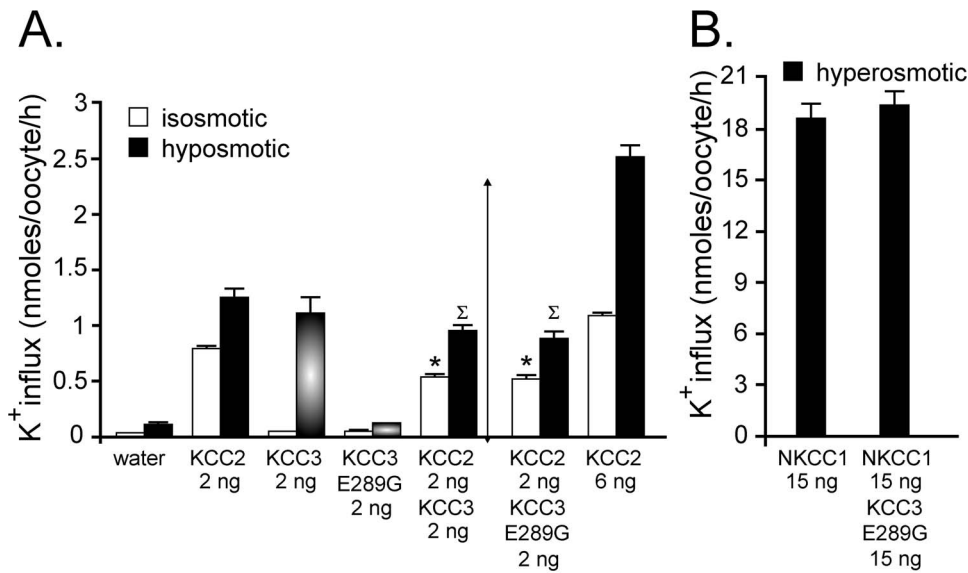 A.
K+ influx (nmoles/oocyte/h)
3
2.5
2
1.5
1
0.5
0
isosmotic
hyposmotic
*
Σ
*
Σ
water
KCC2
2 ng
KCC3
2 ng
KCC3
E289G
2 ng
KCC2
2 ng
KCC3
2 ng
KCC2
2 ng
KCC3
E289G
2 ng
KCC2
6 ng
B.
K+ influx (nmoles/oocyte/h)
21
18
15
12
9
6
3
0
hyperosmotic
NKCC1
15 ng
NKCC1
15 ng
KCC3
E289G
15 ng